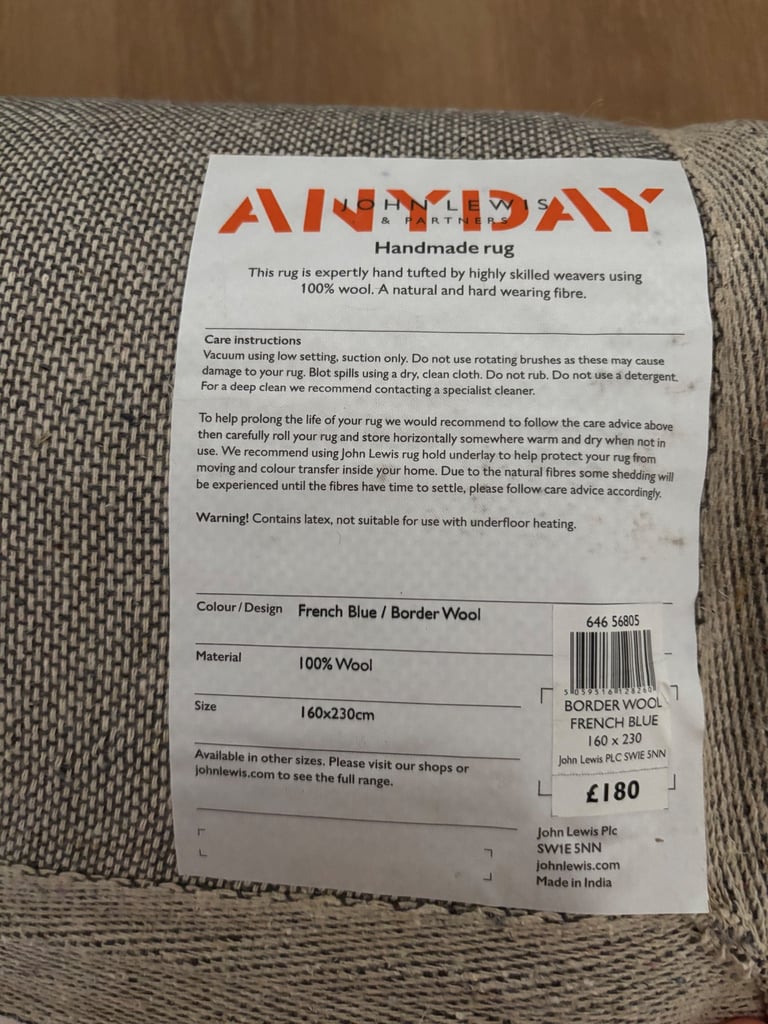 ANYDAY
JOHN LEWIS
& PARTNERS
Handmade rug
This rug is expertly hand tufted by highly skilled weavers using
100% wool. A natural and hard wearing fibre.
Care instructions
Vacuum using low setting, suction only. Do not use rotating brushes as these may cause
damage to your rug. Blot spills using a dry, clean cloth. Do not rub. Do not use a detergent.
For a deep clean we recommend contacting a specialist cleaner.
To help prolong the life of your rug we would recommend to follow the care advice above
then carefully roll your rug and store horizontally somewhere warm and dry when not in
use. We recommend using John Lewis rug hold underlay to help protect your rug from
moving and colour transfer inside your home. Due to the natural fibres some shedding will
be experienced until the fibres have time to settle, please follow care advice accordingly.
Warning! Contains latex, not suitable for use with underfloor heating.
Colour / Design French Blue / Border Wool
Material 100% Wool
Size 160x230cm
Available in other sizes. Please visit our shops or
johnlewis.com to see the full range.
646 56805
5 059516 128260
BORDER WOOL
FRENCH BLUE
160 x 230
John Lewis PLC SW1E 5NN
£180
John Lewis Plc
SW1E 5NN
johnlewis.com
Made in India